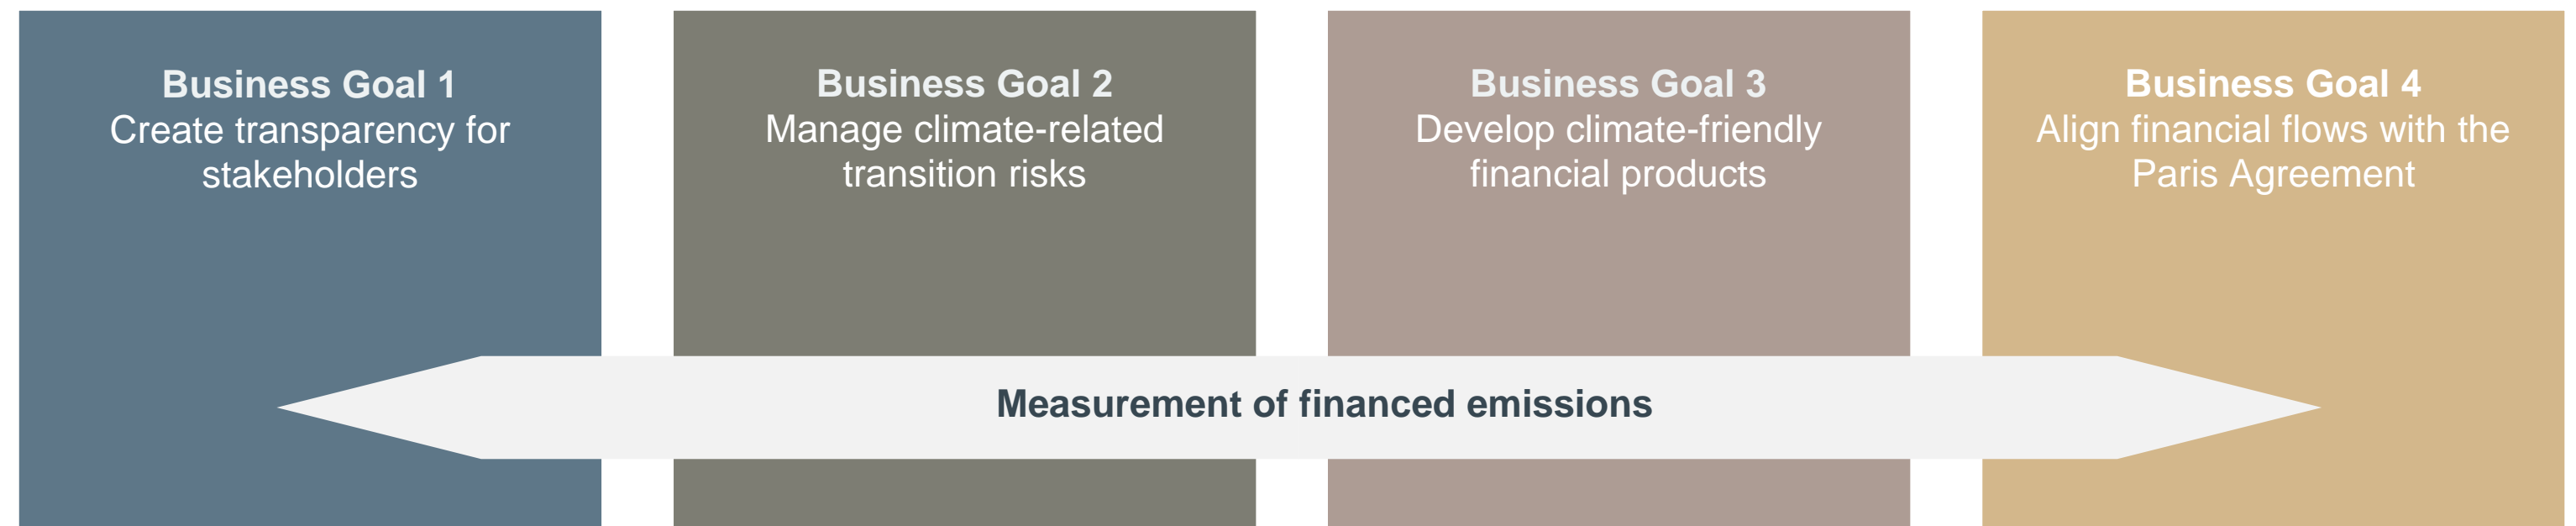 Business Goal 1
Create transparency for
stakeholders
Business Goal 2
Manage climate-related
transition risks
Business Goal 3
Develop climate-friendly
financial products
Business Goal 4
Align financial flows with the
Paris Agreement
Measurement of financed emissions